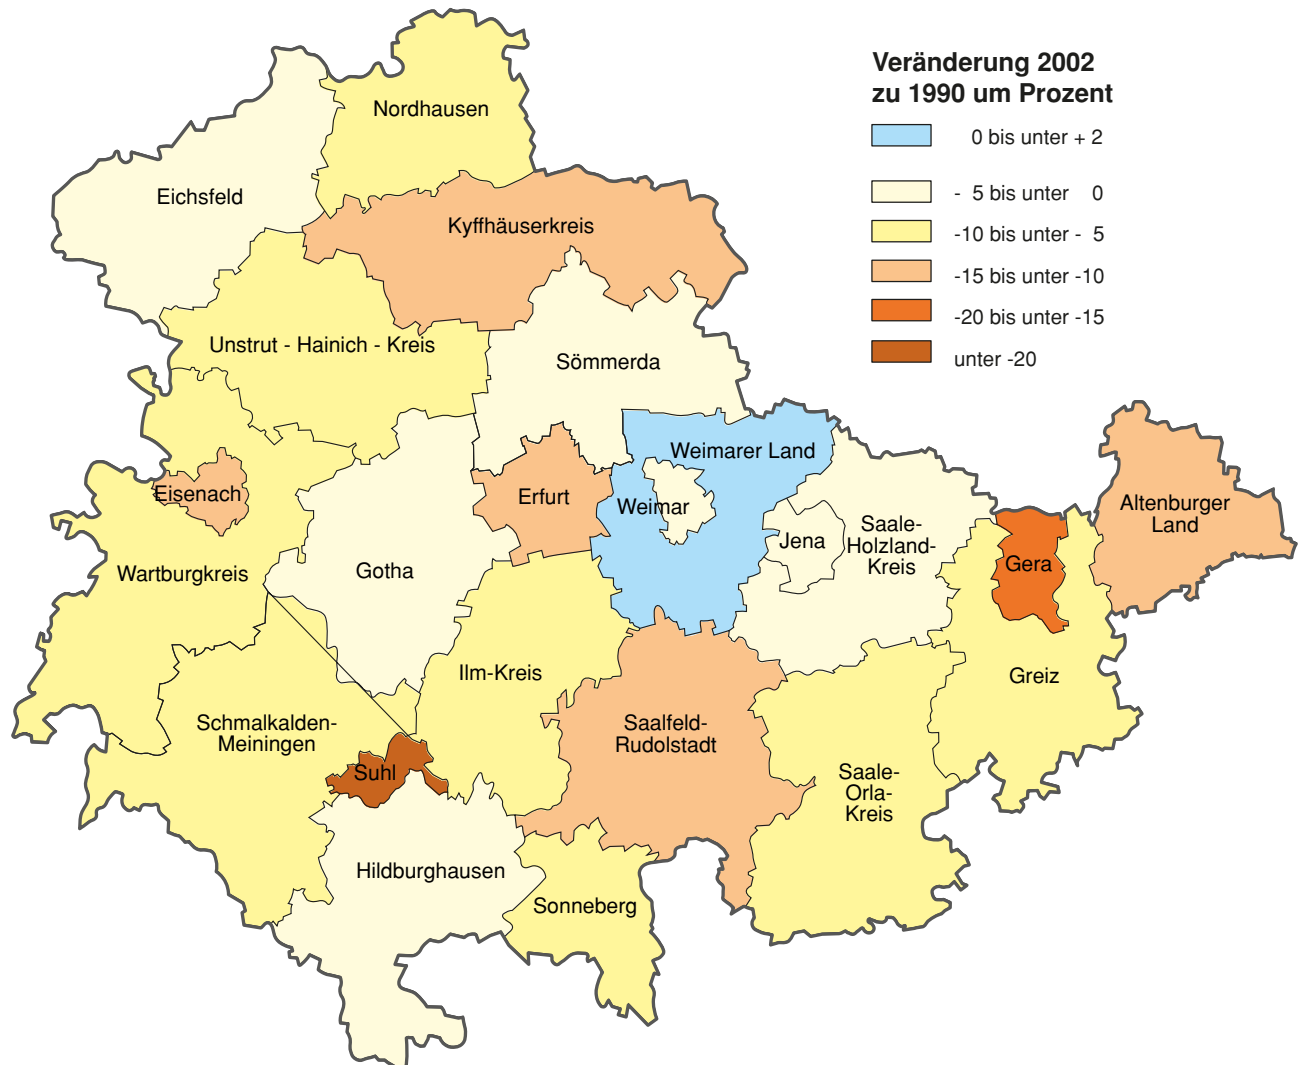 Veränderung 2002
zu 1990 um Prozent
0 bis unter + 2
- 5 bis unter 0
-10 bis unter - 5
-15 bis unter -10
-20 bis unter -15
unter -20
Nordhausen
Eichsfeld
Kyffhäuserkreis
Unstrut - Hainich - Kreis
Sömmerda
Weimarer Land
Eisenach
Erfurt
Weimar
Altenburger
Land
Saale-
Holzland-
Kreis
Jena
Gera
Wartburgkreis
Gotha
Ilm-Kreis
Greiz
Schmalkalden-
Meiningen
Saalfeld-
Rudolstadt
Suhl
Saale-
Orla-
Kreis
Hildburghausen
Sonneberg